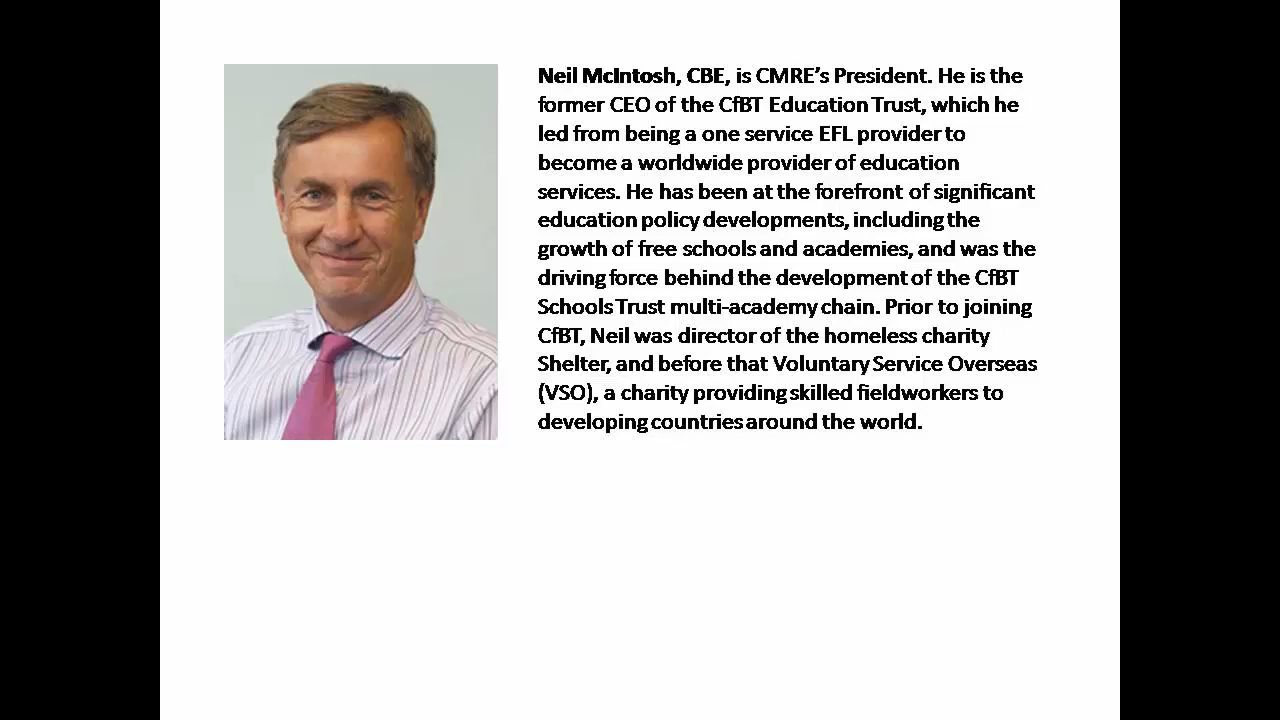 Neil McIntosh, CBE, is CMRE’s President. He is the
former CEO of the CfBT Education Trust, which he
led from being a one service EFL provider to
become a worldwide provider of education
services. He has been at the forefront of significant
education policy developments, including the
growth of free schools and academies, and was the
driving force behind the development of the CfBT
Schools Trust multi-academy chain. Prior to joining
CfBT, Neil was director of the homeless charity
Shelter, and before that Voluntary Service Overseas
(VSO), a charity providing skilled fieldworkers to
developing countries around the world.